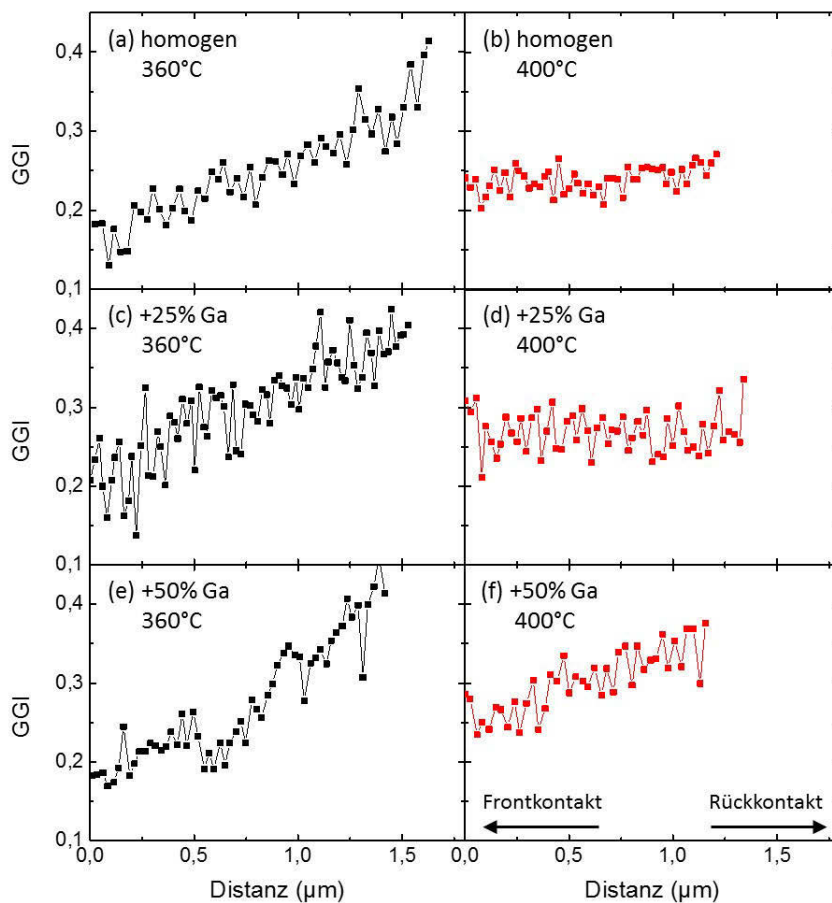 (a) homogen
360°C
(b) homogen
400°C
GGI
0,4
0,3
0,2
0,1
(c) +25% Ga
360°C
(d) +25% Ga
400°C
GGI
0,4
0,3
0,2
0,1
(e) +50% Ga
360°C
(f) +50% Ga
400°C
GGI
0,4
0,3
0,2
0,1
Frontkontakt
Rückkontakt
0,0 0,5 1,0 1,5 0,0 0,5 1,0 1,5
Distanz (µm) Distanz (µm)